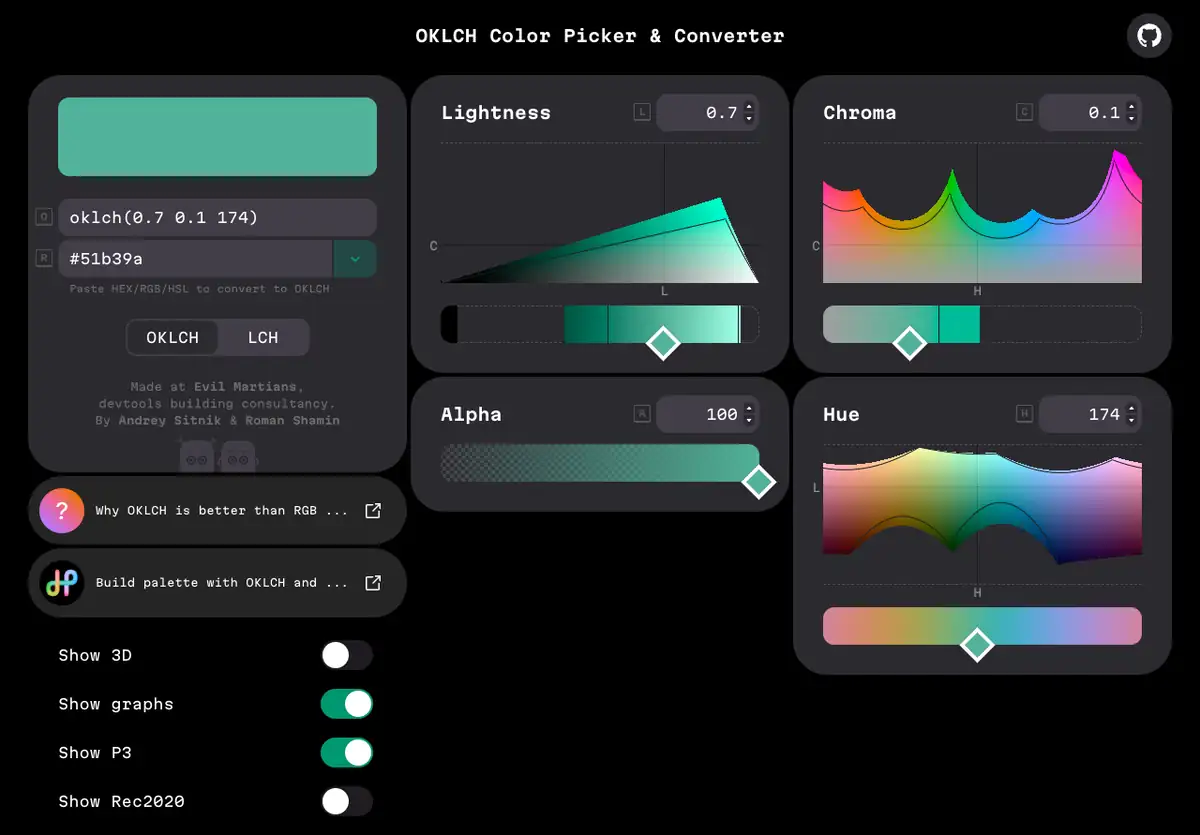 OKLCH Color Picker & Converter
O
oklch(0.7 0.1 174)
R
#51b39a
Paste HEX/RGB/HSL to convert to OKLCH
OKLCH LCH
Made at Evil Martians,
devtools building consultancy.
By Andrey Sitnik & Roman Shamin
? Why OKLCH is better than RGB ...
Build palette with OKLCH and ...
Show 3D
Show graphs
Show P3
Show Rec2020
Lightness L 0.7
C
L
Alpha A 100
Chroma C 0.1
C
H
Hue H 174
L
H